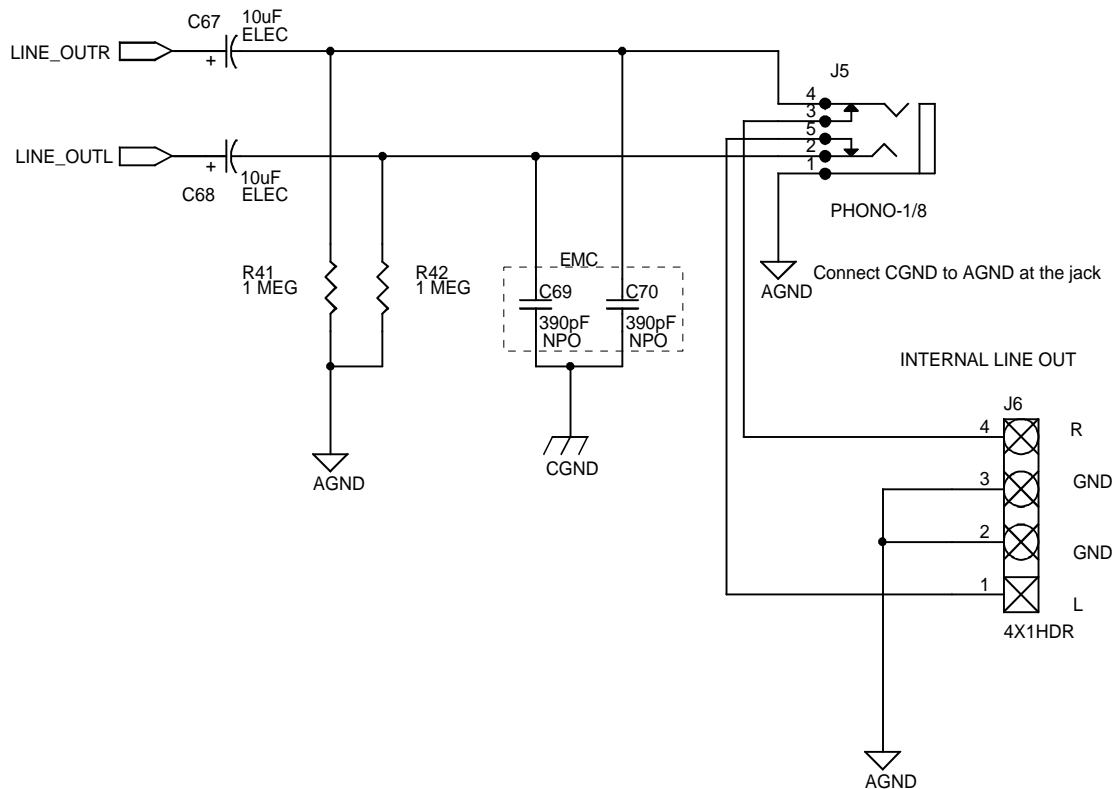 C67
10uF
ELEC
LINE_OUTR
+
J5
4
3
5
2
1
LINE_OUTL
+
C68
10uF
ELEC
PHONO-1/8
R41
1 MEG
R42
1 MEG
EMC
C69
390pF
NPO
C70
390pF
NPO
AGND
Connect CGND to AGND at the jack
INTERNAL LINE OUT
J6
4
R
AGND
CGND
3
GND
2
GND
1
L
4X1HDR
AGND